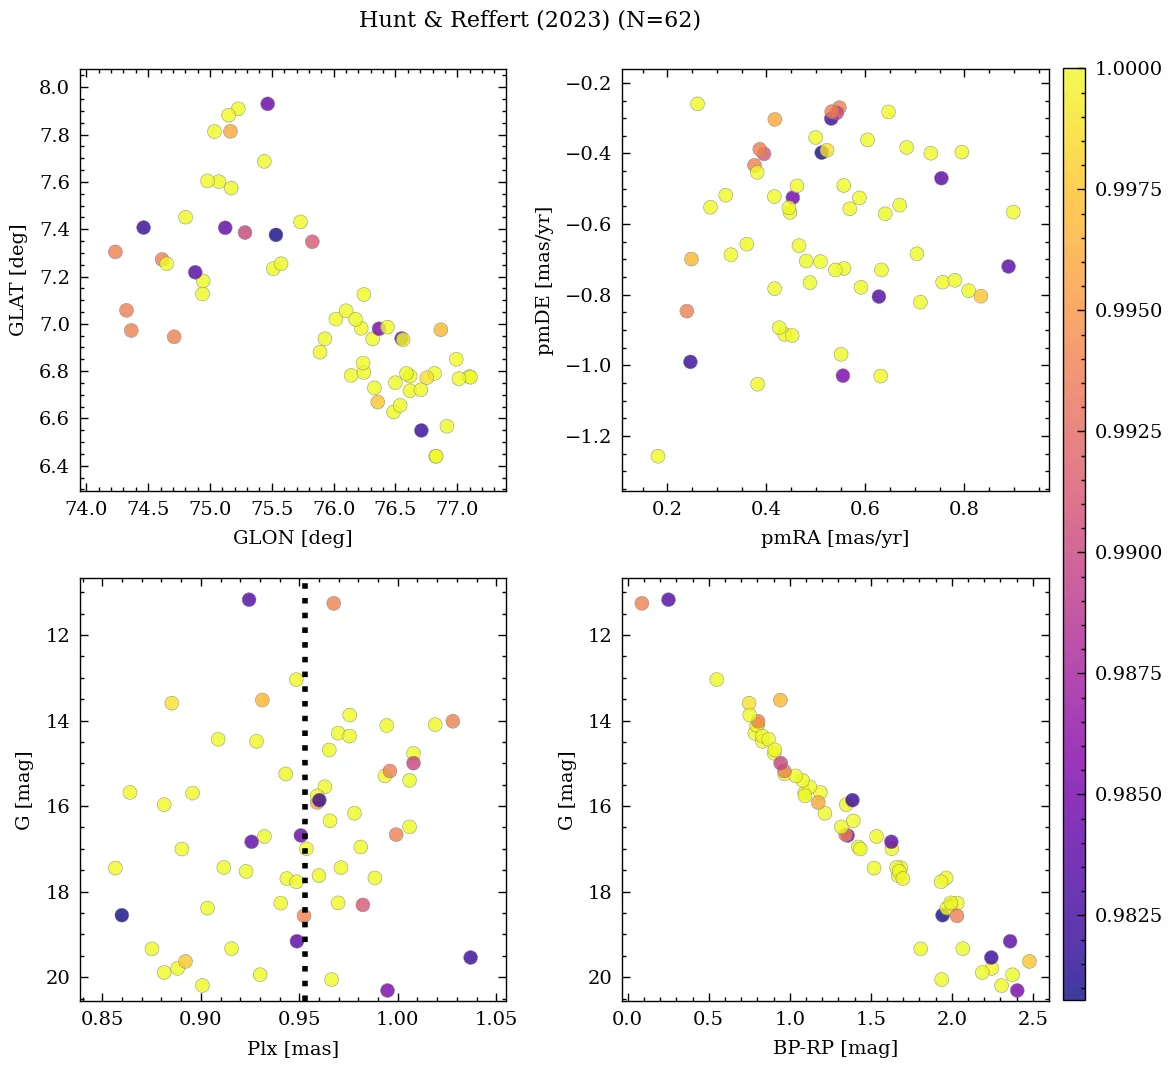 Hunt & Reffert (2023) (N=62)
8.0
7.8
7.6
7.4
7.2
7.0
6.8
6.6
6.4
GLAT [deg]
74.0 74.5 75.0 75.5 76.0 76.5 77.0
GLON [deg]
−0.2
−0.4
−0.6
−0.8
−1.0
−1.2
pmDE [mas/yr]
0.2 0.4 0.6 0.8
pmRA [mas/yr]
12
14
16
18
20
G [mag]
0.85 0.90 0.95 1.00 1.05
Plx [mas]
12
14
16
18
20
G [mag]
0.0 0.5 1.0 1.5 2.0 2.5
BP-RP [mag]
1.0000
0.9975
0.9950
0.9925
0.9900
0.9875
0.9850
0.9825